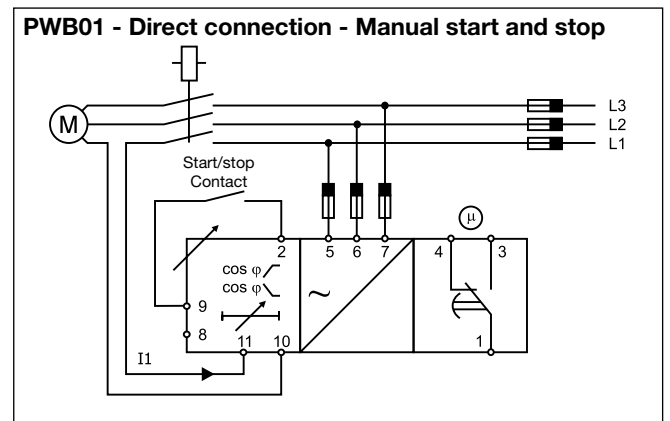 PWB01 - Direct connection - Manual start and stop
M
L3
L2
L1
Start/stop
Contact
μ
2
5
6
7
4
3
cos φ
cos φ
~
9
8
11
10
1
I1